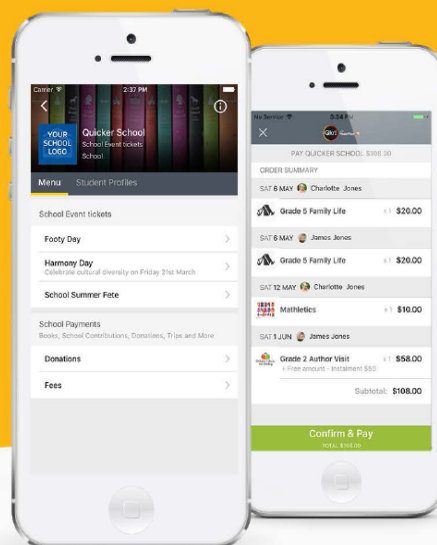 Carrier
2:37 PM
YOUR
SCHOOL
LOGO
Quicker School
School Event tickets
School
Menu
Student Profiles
School Event tickets
Footy Day
Harmony Day
Celebrate cultural diversity on Friday 21st March
School Summer Fete
School Payments
Books, School Contributions, Donations, Trips and More
Donations
Fees
No Service
3:34 PM
Qkr!
PAY QUICKER SCHOOL $108.00
ORDER SUMMARY
SAT 6 MAY Charlotte Jones
Grade 5 Family Life x 1 $20.00
SAT 6 MAY James Jones
Grade 5 Family Life x 1 $20.00
SAT 12 MAY Charlotte Jones
Mathletics x 1 $10.00
SAT 1 JUN James Jones
Grade 2 Author Visit x 1 $58.00
+ Free amount - Instalment $50
Subtotal: $108.00
Confirm & Pay
TOTAL $108.00